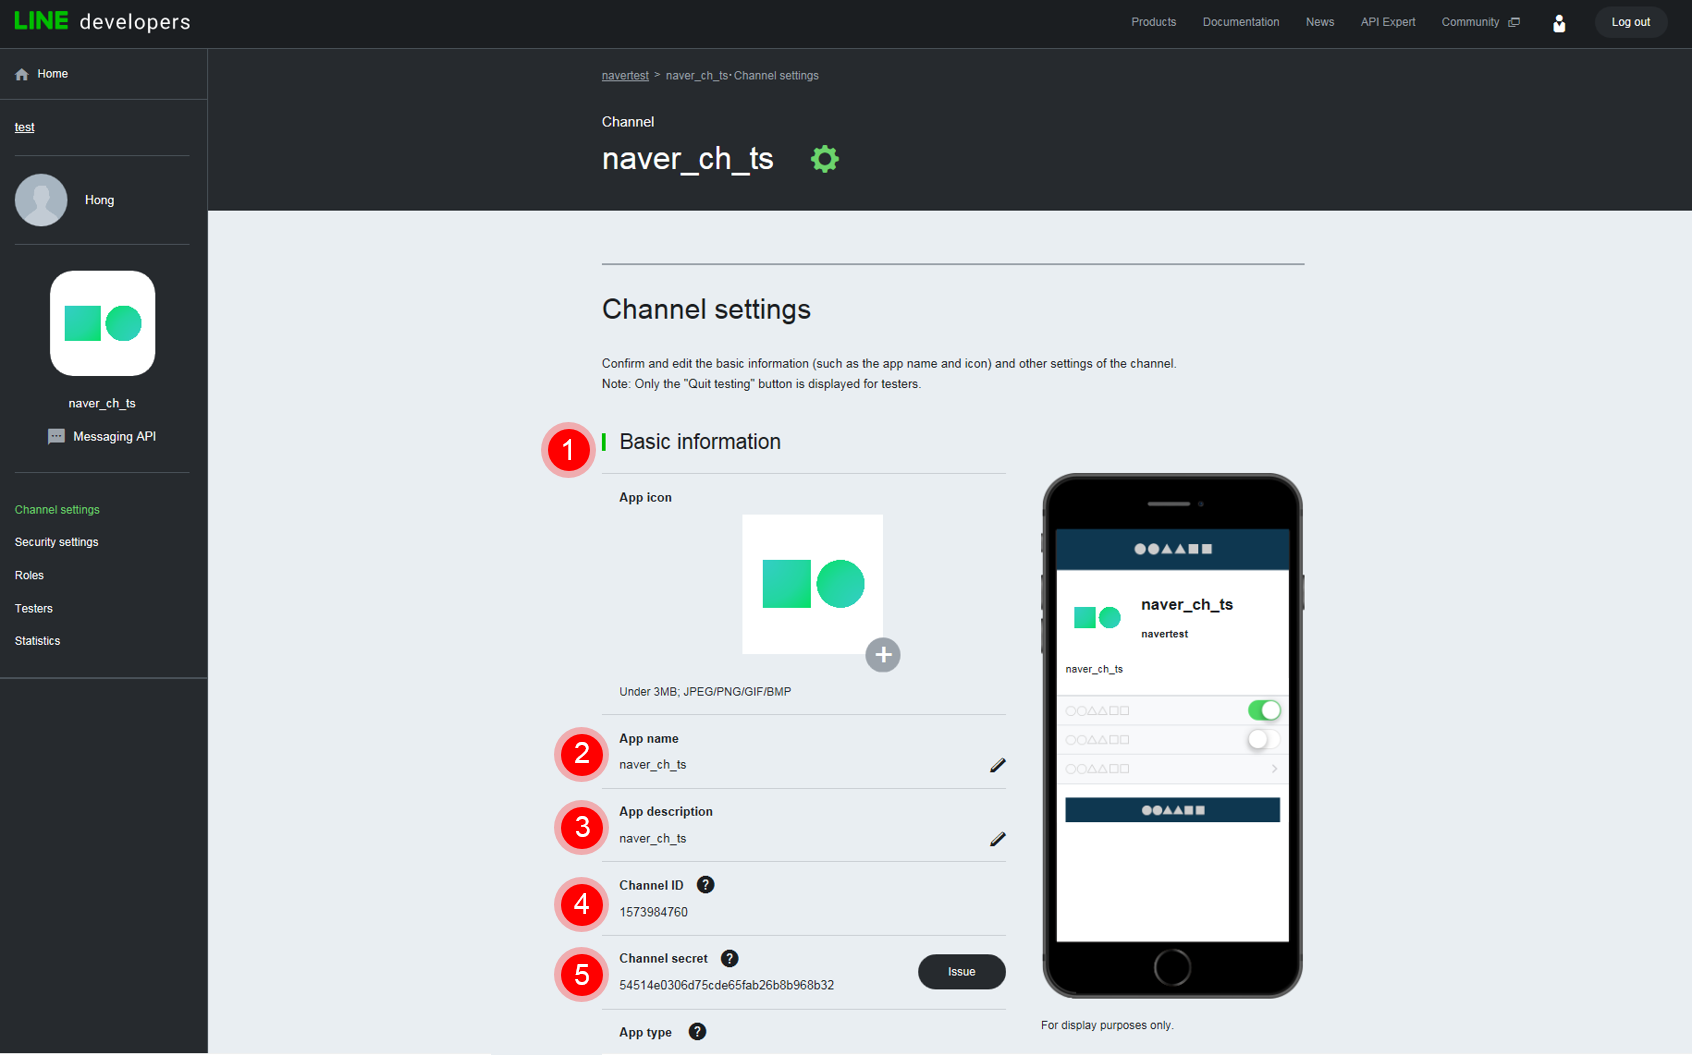 LINE developers
Products
Documentation
News
API Expert
Community
Log out
Home
test
Hong
naver_ch_ts
Messaging API
Channel settings
Security settings
Roles
Testers
Statistics
navertest > naver_ch_ts・Channel settings
Channel
naver_ch_ts
Channel settings
Confirm and edit the basic information (such as the app name and icon) and other settings of the channel.
Note: Only the "Quit testing" button is displayed for testers.
1
Basic information
App icon
Under 3MB; JPEG/PNG/GIF/BMP
2
App name
naver_ch_ts
3
App description
naver_ch_ts
4
Channel ID ?
1573984760
5
Channel secret ?
54514e0306d75cde65fab26b8b968b32
Issue
App type ?
●●▲▲■■
naver_ch_ts
navertest
naver_ch_ts
○○△△□□
○○△△□□
○○△△□□
●●▲▲■■
For display purposes only.